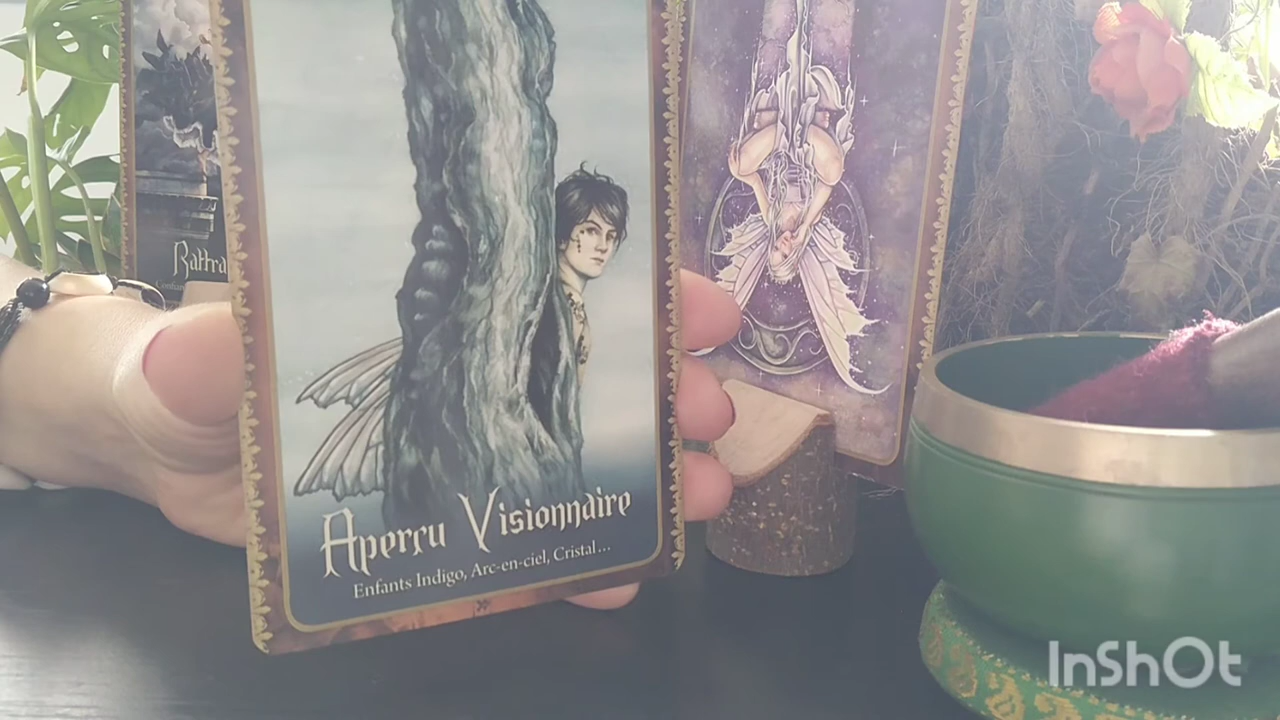 Aperçu Visionnaire
Enfants Indigo, Arc-en-ciel, Cristal...
InShOt